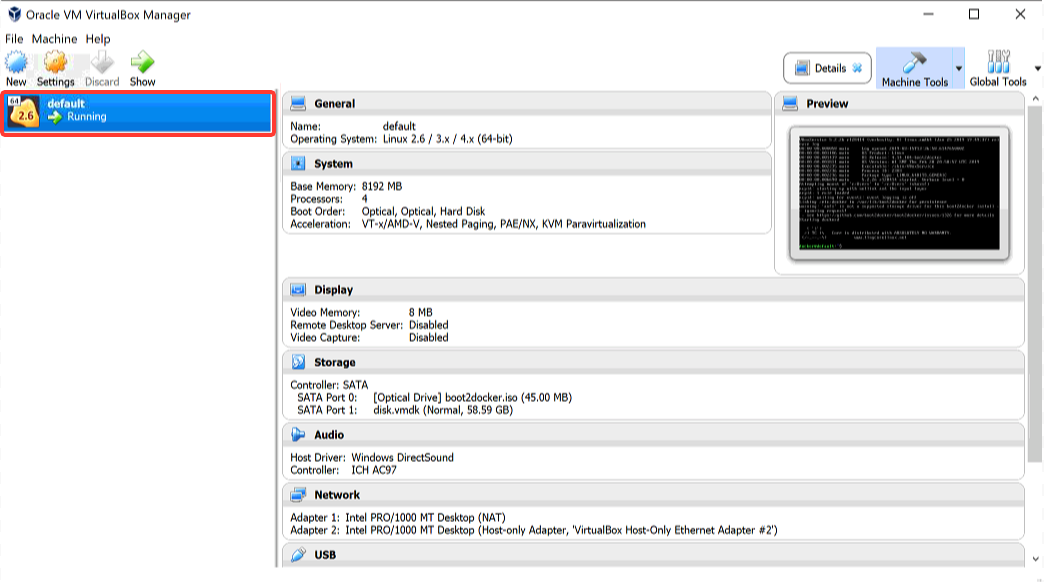 Oracle VM VirtualBox Manager
File Machine Help
New Settings Discard Show
Details
Machine Tools
Global Tools
64
2.6
default
Running
General
Name: default
Operating System: Linux 2.6 / 3.x / 4.x (64-bit)
System
Base Memory: 8192 MB
Processors: 4
Boot Order: Optical, Optical, Hard Disk
Acceleration: VT-x/AMD-V, Nested Paging, PAE/NX, KVM Paravirtualization
Preview
Display
Video Memory: 8 MB
Remote Desktop Server: Disabled
Video Capture: Disabled
Storage
Controller: SATA
SATA Port 0: [Optical Drive] boot2docker.iso (45.00 MB)
SATA Port 1: disk.vmdk (Normal, 58.59 GB)
Audio
Host Driver: Windows DirectSound
Controller: ICH AC97
Network
Adapter 1: Intel PRO/1000 MT Desktop (NAT)
Adapter 2: Intel PRO/1000 MT Desktop (Host-only Adapter, 'VirtualBox Host-Only Ethernet Adapter #2')
USB